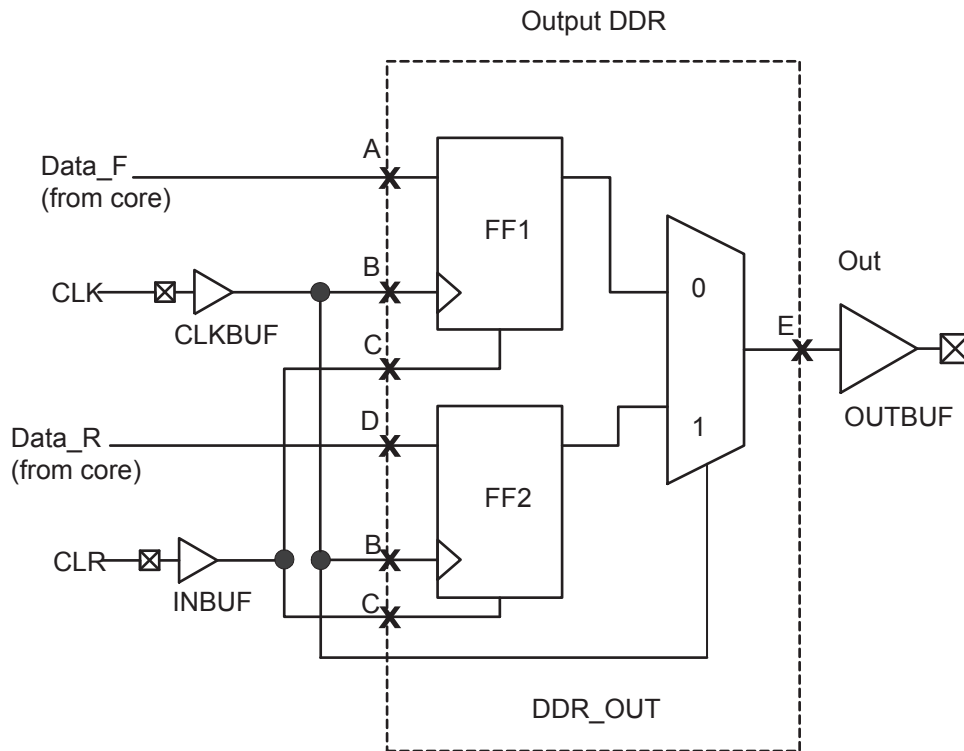 Output DDR
A
Data_F
(from core)
FF1
B
CLK
CLKBUF
C
0
Out
E
OUTBUF
D
Data_R
(from core)
1
FF2
B
CLR
INBUF
C
DDR_OUT